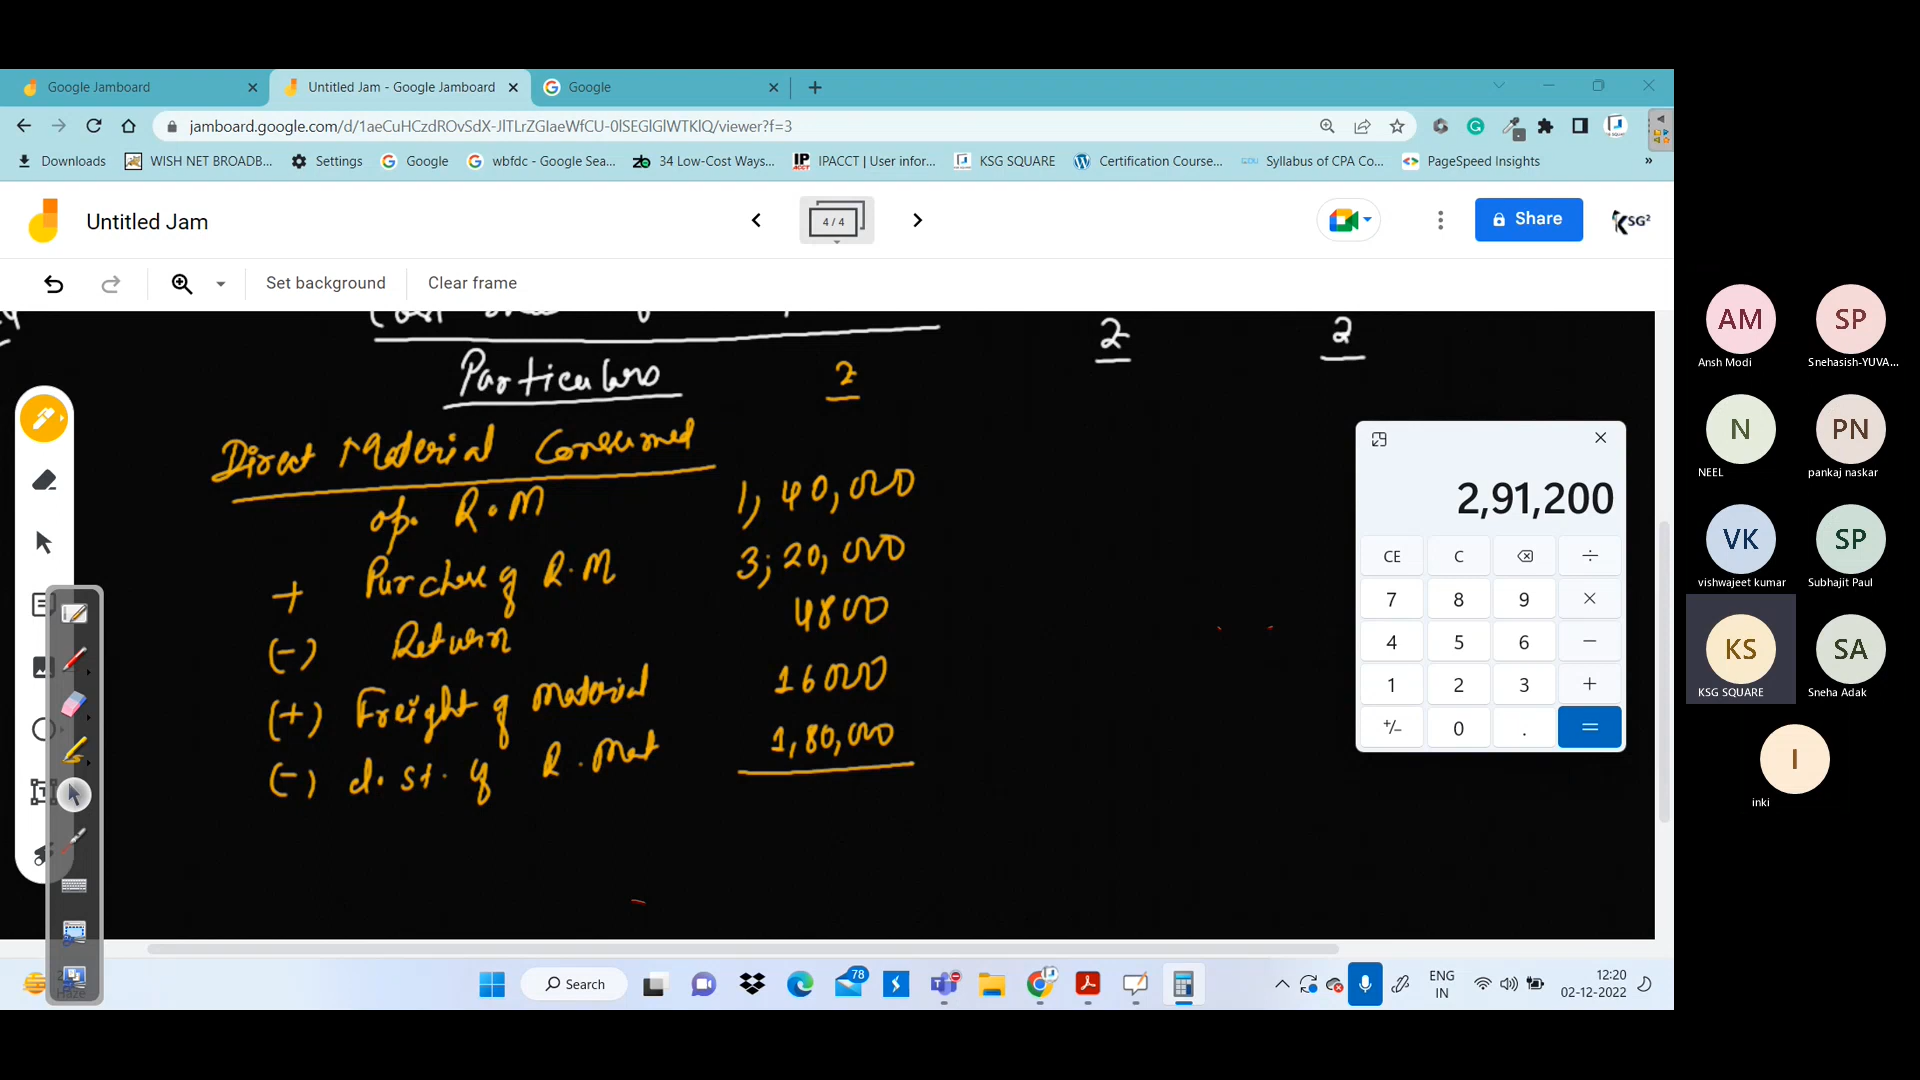 Google Jamboard
Untitled Jam - Google Jamboard
Google
jamboard.google.com/d/1aeCuHCzdROvSdX-JlTLrZGIaeWfCU-0lSEGlGlWTKlQ/viewer?f=3
Downloads
WISH NET BROADB...
Settings
Google
wbfdc - Google Sea...
34 Low-Cost Ways...
IPACCT | User infor...
KSG SQUARE
Certification Course...
Syllabus of CPA Co...
PageSpeed Insights
»
Untitled Jam
4 / 4
Share
KSG²
Set background
Clear frame
2
2
Particulars
2
Direct Material Consumed
op. R.M 1,40,000
+ Purchase of R.M 3,20,000
(-) Return 4800
(+) Freight of Material 16000
(-) cl. st. of R. Mat 1,80,000
2,91,200
CE C ÷
7 8 9 ×
4 5 6 −
1 2 3 +
+/- 0 . =
AM SP
Ansh Modi Snehasish-YUVA...
N PN
NEEL pankaj naskar
VK SP
vishwajeet kumar Subhajit Paul
KS SA
KSG SQUARE Sneha Adak
I
inki
Haze
Search
78
ENG
IN
12:20
02-12-2022